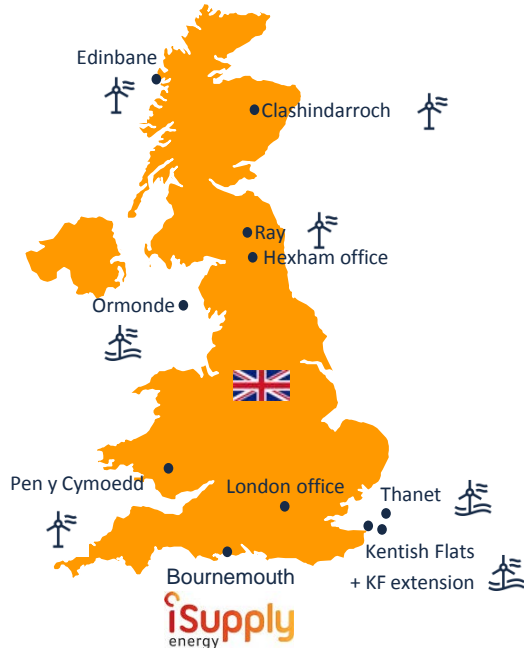 Edinbane
Clashindarroch
Ray
Hexham office
Ormonde
Pen y Cymoedd
London office
Thanet
Kentish Flats
+ KF extension
Bournemouth
iSupply
energy